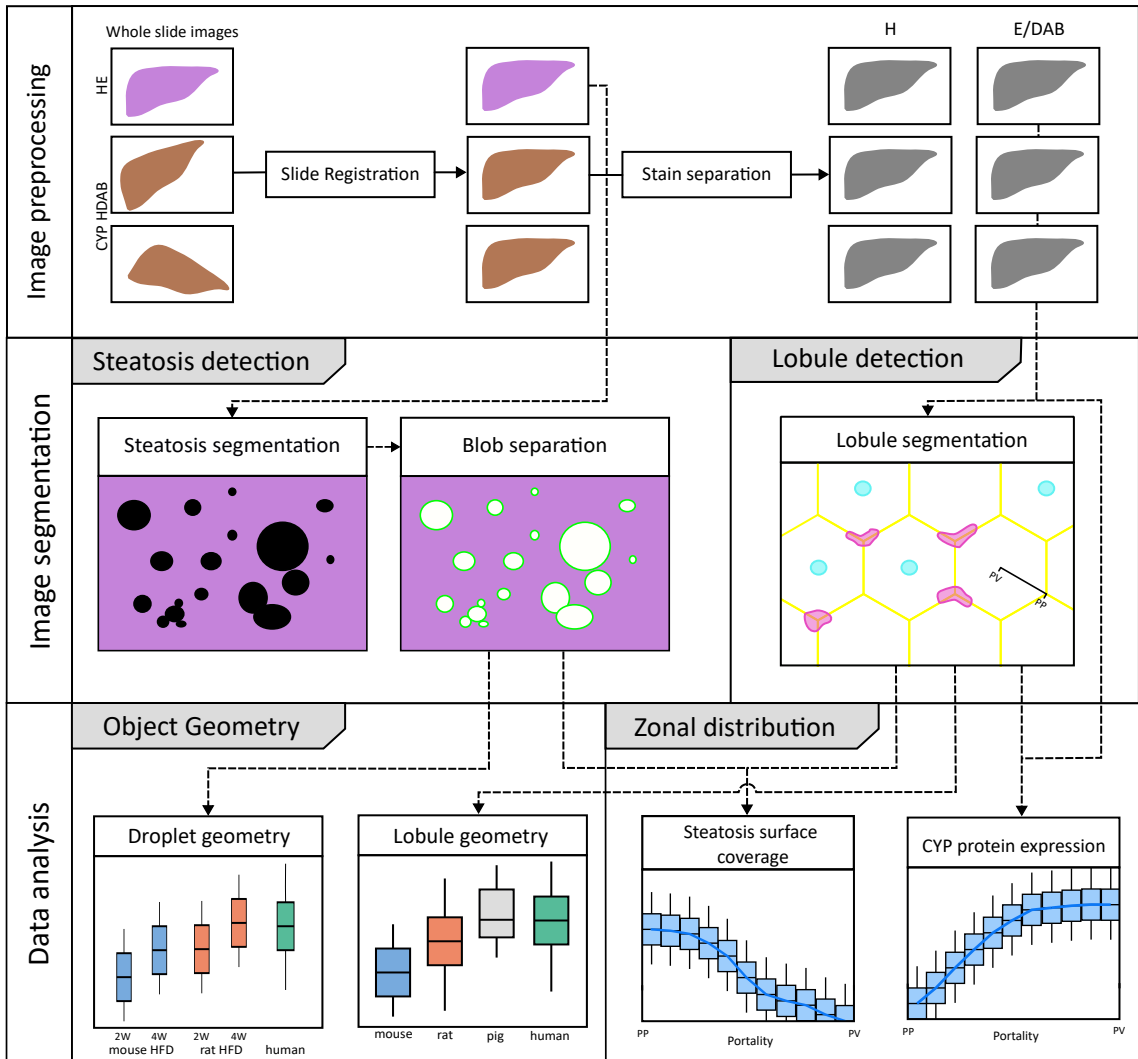 Image preprocessing
Whole slide images
H
E/DAB
HE
CYP HDAB
Slide Registration
Stain separation
Image segmentation
Steatosis detection
Lobule detection
Steatosis segmentation
Blob separation
Lobule segmentation
PV
PP
Data analysis
Object Geometry
Zonal distribution
Droplet geometry
Lobule geometry
Steatosis surface
coverage
CYP protein expression
2W 4W 2W 4W
mouse HFD rat HFD human
mouse rat pig human
PP Portality PV
PP Portality PV